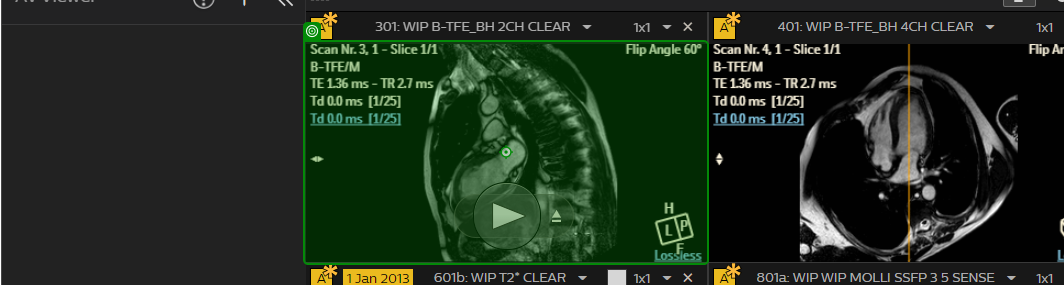 AV Viewer
A* 301: WIP B-TFE_BH 2CH CLEAR 1x1
Scan Nr. 3, 1 - Slice 1/1 Flip Angle 60°
B-TFE/M
TE 1.36 ms - TR 2.7 ms
Td 0.0 ms [1/25]
Td 0.0 ms [1/25]
H
L P
F
Lossless
A* 401: WIP B-TFE_BH 4CH CLEAR 1x1
Scan Nr. 4, 1 - Slice 1/1 Flip Ar
B-TFE/M
TE 1.36 ms - TR 2.7 ms
Td 0.0 ms [1/25]
Td 0.0 ms [1/25]
L
A* 1 Jan 2013 601b: WIP T2* CLEAR 1x1
A* 801a: WIP WIP MOLLI SSFP 3 5 SENSE 1x1